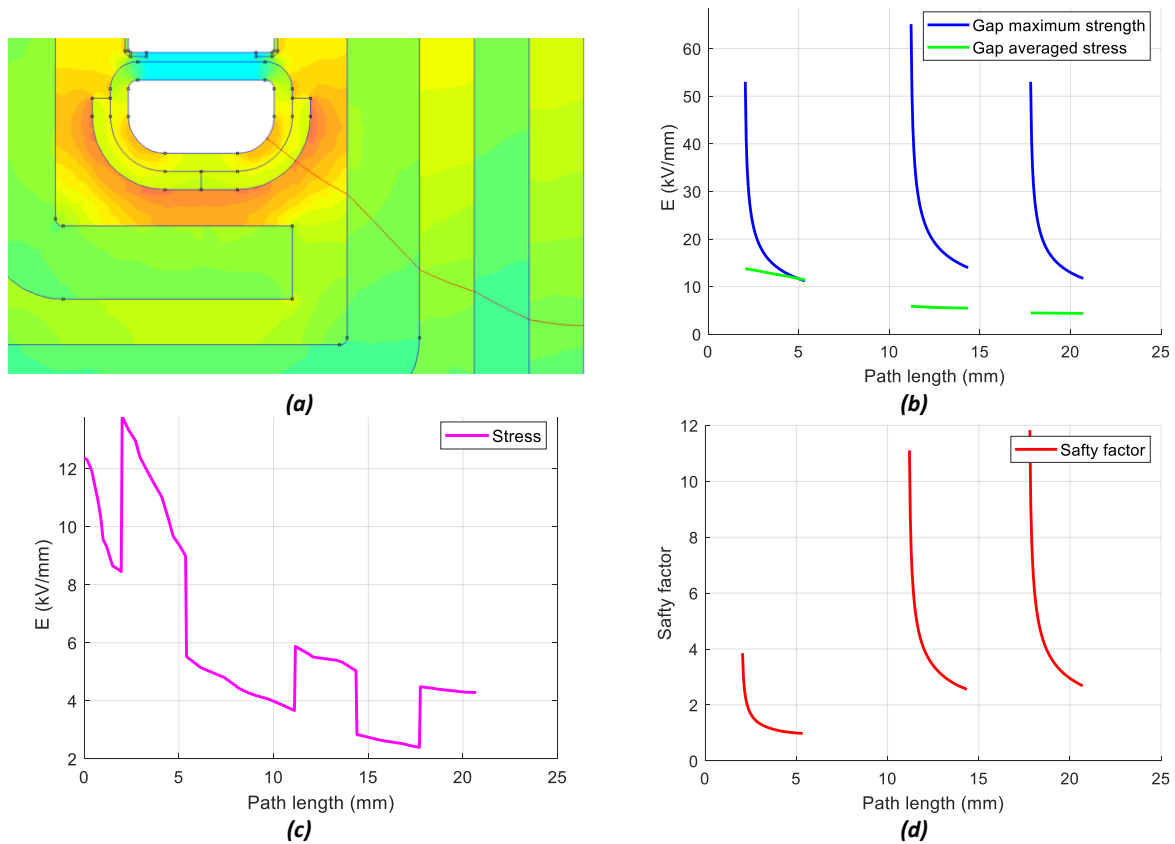 (a)
Gap maximum strength
Gap averaged stress
E (kV/mm)
60
50
40
30
20
10
0
0 5 10 15 20 25
Path length (mm)
(b)
Stress
E (kV/mm)
12
10
8
6
4
2
0 5 10 15 20 25
Path length (mm)
(c)
Safty factor
Safty factor
12
10
8
6
4
2
0
0 5 10 15 20 25
Path length (mm)
(d)